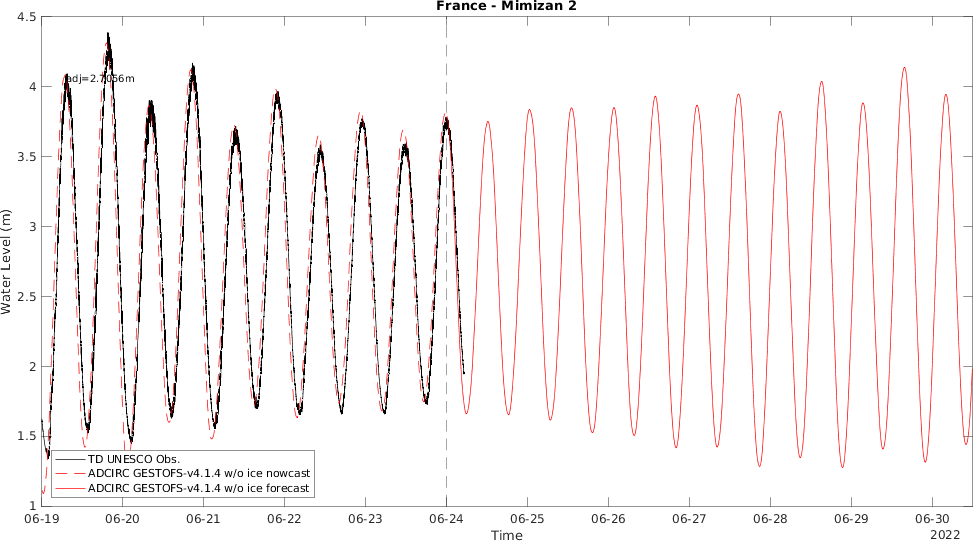 France - Mimizan 2
4.5
4
3.5
3
2.5
2
1.5
1
Water Level (m)
adj=2.7056m
TD UNESCO Obs.
ADCIRC GESTOFS-v4.1.4 w/o ice nowcast
ADCIRC GESTOFS-v4.1.4 w/o ice forecast
06-19 06-20 06-21 06-22 06-23 06-24 06-25 06-26 06-27 06-28 06-29 06-30
2022
Time